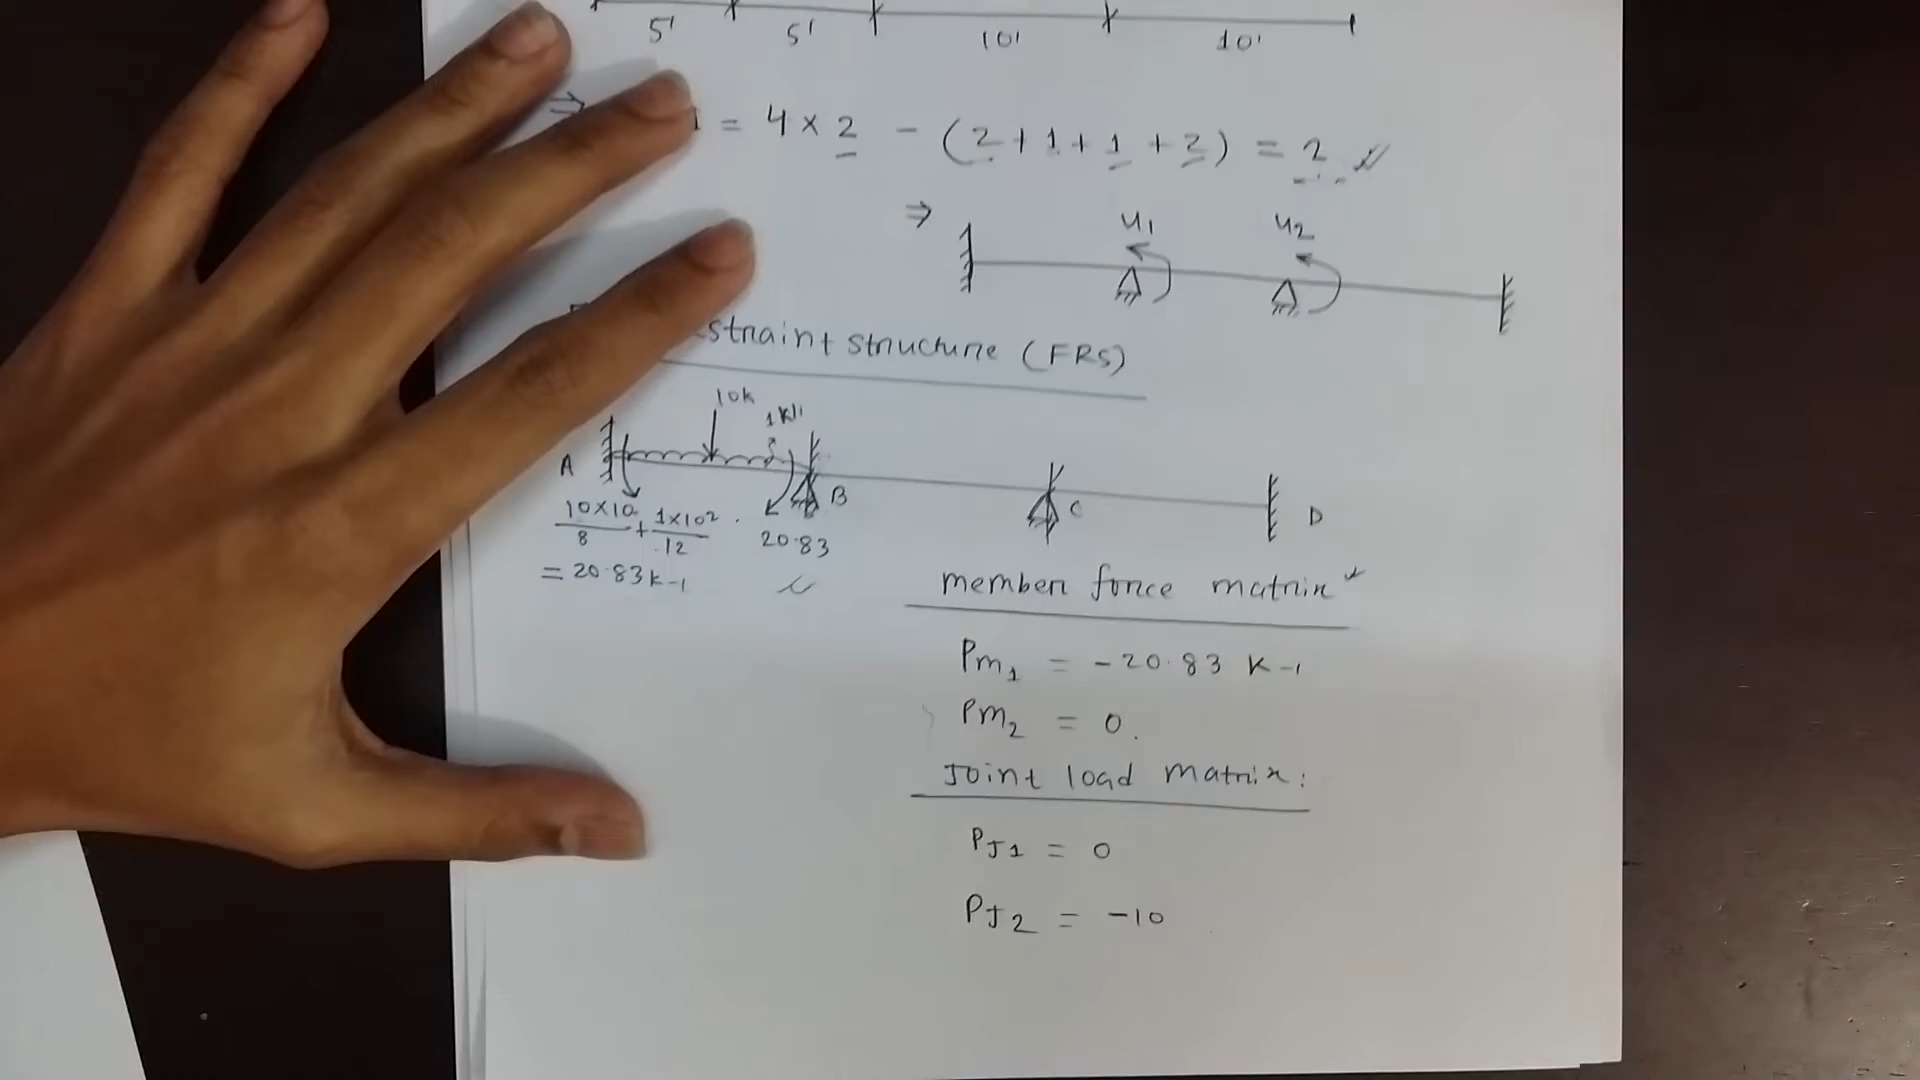 5' 5' 10' 10'
⇒ = 4 × 2 - (2 + 1 + 1 + 2) = 2
⇒ u1 u2
straint structure (FRS)
10k
1k/'
A B C D
10×10/8 + 1×10²/12 20.83
= 20.83 k-'
member force matrix
Pm1 = -20.83 k-'
Pm2 = 0.
Joint load matrix:
PJ1 = 0
PJ2 = -10